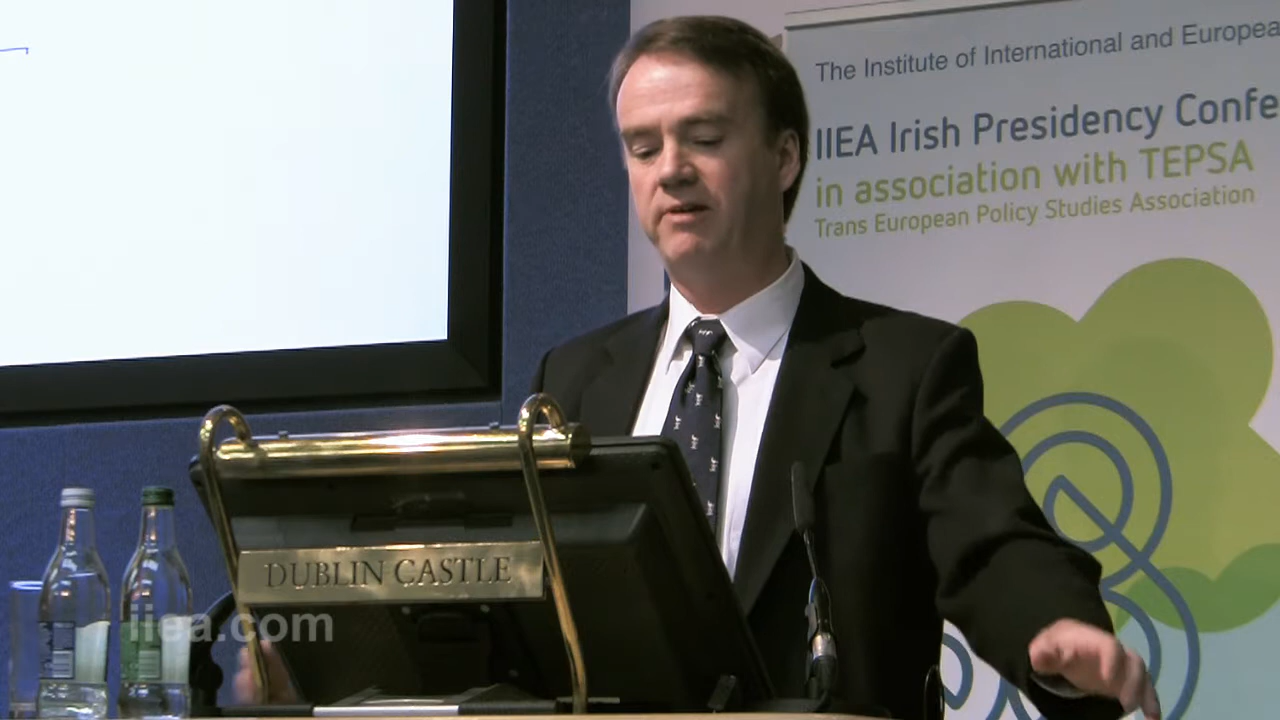 The Institute of International and Europea
IIEA Irish Presidency Confe
in association with TEPSA
Trans European Policy Studies Association
DUBLIN CASTLE
iiea.com